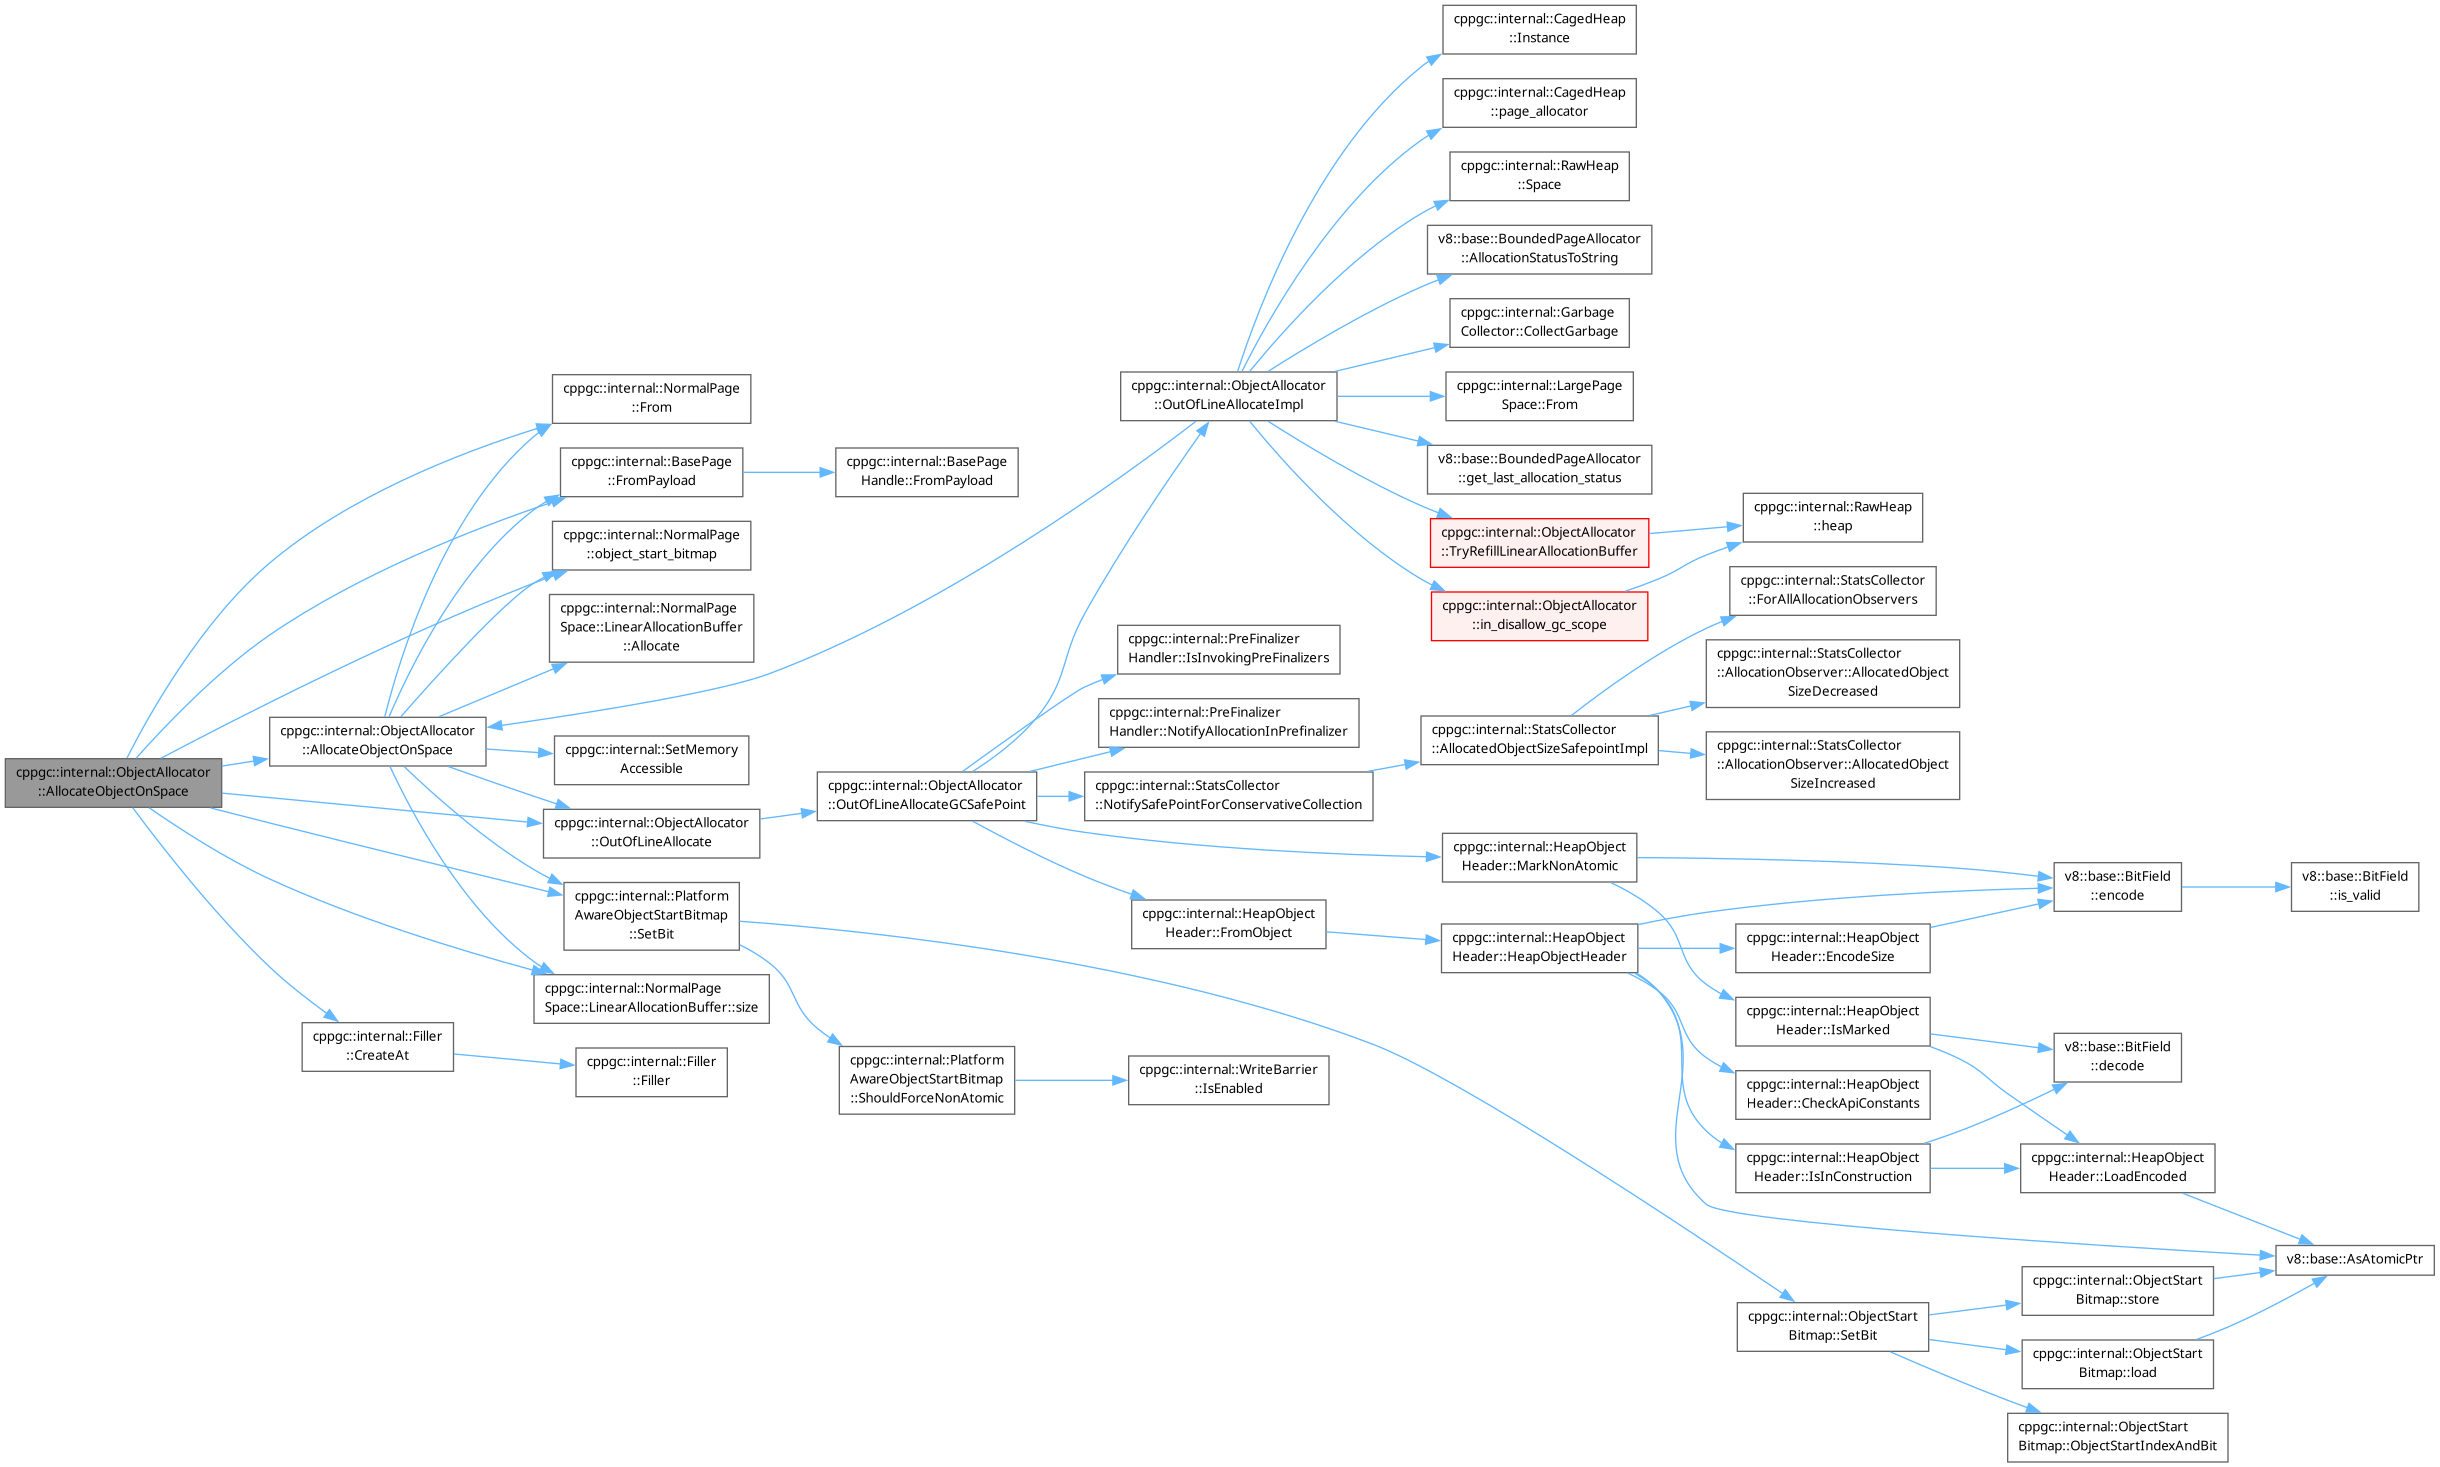 cppgc::internal::CagedHeap
::Instance
cppgc::internal::CagedHeap
::page_allocator
cppgc::internal::RawHeap
::Space
v8::base::BoundedPageAllocator
::AllocationStatusToString
cppgc::internal::Garbage
Collector::CollectGarbage
cppgc::internal::NormalPage
::From
cppgc::internal::ObjectAllocator
::OutOfLineAllocateImpl
cppgc::internal::LargePage
Space::From
cppgc::internal::BasePage
::FromPayload
cppgc::internal::BasePage
Handle::FromPayload
v8::base::BoundedPageAllocator
::get_last_allocation_status
cppgc::internal::RawHeap
::heap
cppgc::internal::NormalPage
::object_start_bitmap
cppgc::internal::ObjectAllocator
::TryRefillLinearAllocationBuffer
cppgc::internal::StatsCollector
::ForAllAllocationObservers
cppgc::internal::NormalPage
Space::LinearAllocationBuffer
::Allocate
cppgc::internal::ObjectAllocator
::in_disallow_gc_scope
cppgc::internal::PreFinalizer
Handler::IsInvokingPreFinalizers
cppgc::internal::StatsCollector
::AllocationObserver::AllocatedObject
SizeDecreased
cppgc::internal::ObjectAllocator
::AllocateObjectOnSpace
cppgc::internal::SetMemory
Accessible
cppgc::internal::PreFinalizer
Handler::NotifyAllocationInPrefinalizer
cppgc::internal::StatsCollector
::AllocatedObjectSizeSafepointImpl
cppgc::internal::StatsCollector
::AllocationObserver::AllocatedObject
SizeIncreased
cppgc::internal::ObjectAllocator
::AllocateObjectOnSpace
cppgc::internal::ObjectAllocator
::OutOfLineAllocate
cppgc::internal::ObjectAllocator
::OutOfLineAllocateGCSafePoint
cppgc::internal::StatsCollector
::NotifySafePointForConservativeCollection
cppgc::internal::HeapObject
Header::MarkNonAtomic
v8::base::BitField
::encode
v8::base::BitField
::is_valid
cppgc::internal::Platform
AwareObjectStartBitmap
::SetBit
cppgc::internal::HeapObject
Header::FromObject
cppgc::internal::HeapObject
Header::HeapObjectHeader
cppgc::internal::HeapObject
Header::EncodeSize
cppgc::internal::NormalPage
Space::LinearAllocationBuffer::size
cppgc::internal::HeapObject
Header::IsMarked
cppgc::internal::Filler
::CreateAt
cppgc::internal::Filler
::Filler
cppgc::internal::Platform
AwareObjectStartBitmap
::ShouldForceNonAtomic
cppgc::internal::WriteBarrier
::IsEnabled
v8::base::BitField
::decode
cppgc::internal::HeapObject
Header::CheckApiConstants
cppgc::internal::HeapObject
Header::IsInConstruction
cppgc::internal::HeapObject
Header::LoadEncoded
v8::base::AsAtomicPtr
cppgc::internal::ObjectStart
Bitmap::SetBit
cppgc::internal::ObjectStart
Bitmap::store
cppgc::internal::ObjectStart
Bitmap::load
cppgc::internal::ObjectStart
Bitmap::ObjectStartIndexAndBit